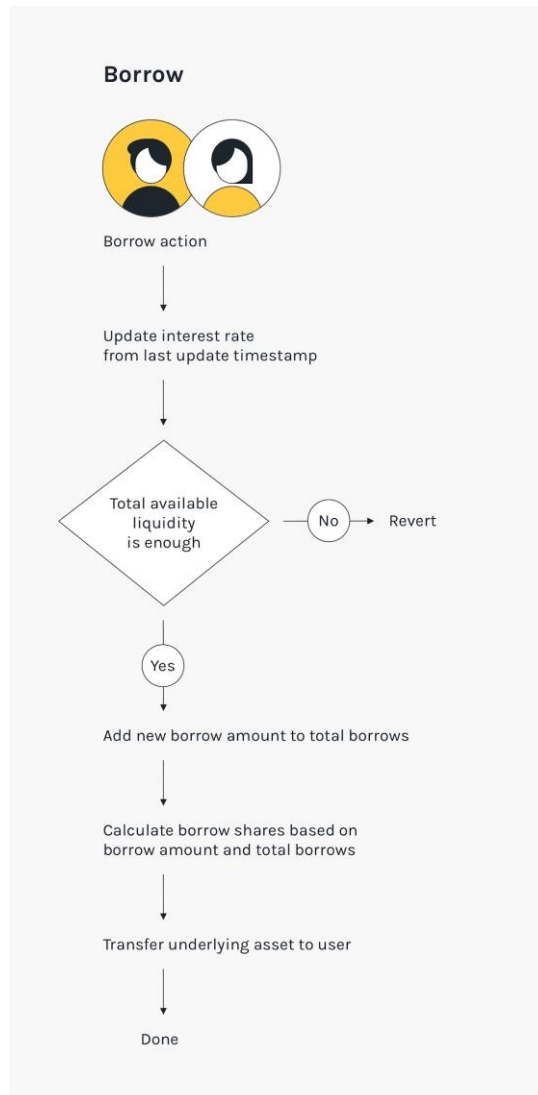 Borrow
Borrow action
Update interest rate
from last update timestamp
Total available
liquidity
is enough
No
Revert
Yes
Add new borrow amount to total borrows
Calculate borrow shares based on
borrow amount and total borrows
Transfer underlying asset to user
Done